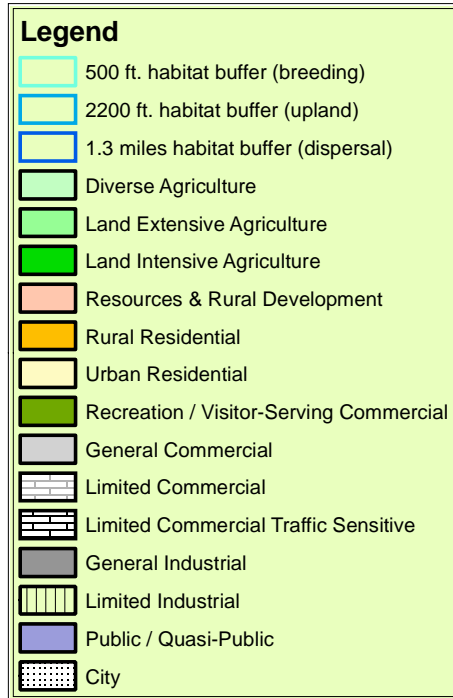 Legend
500 ft. habitat buffer (breeding)
2200 ft. habitat buffer (upland)
1.3 miles habitat buffer (dispersal)
Diverse Agriculture
Land Extensive Agriculture
Land Intensive Agriculture
Resources & Rural Development
Rural Residential
Urban Residential
Recreation / Visitor-Serving Commercial
General Commercial
Limited Commercial
Limited Commercial Traffic Sensitive
General Industrial
Limited Industrial
Public / Quasi-Public
City